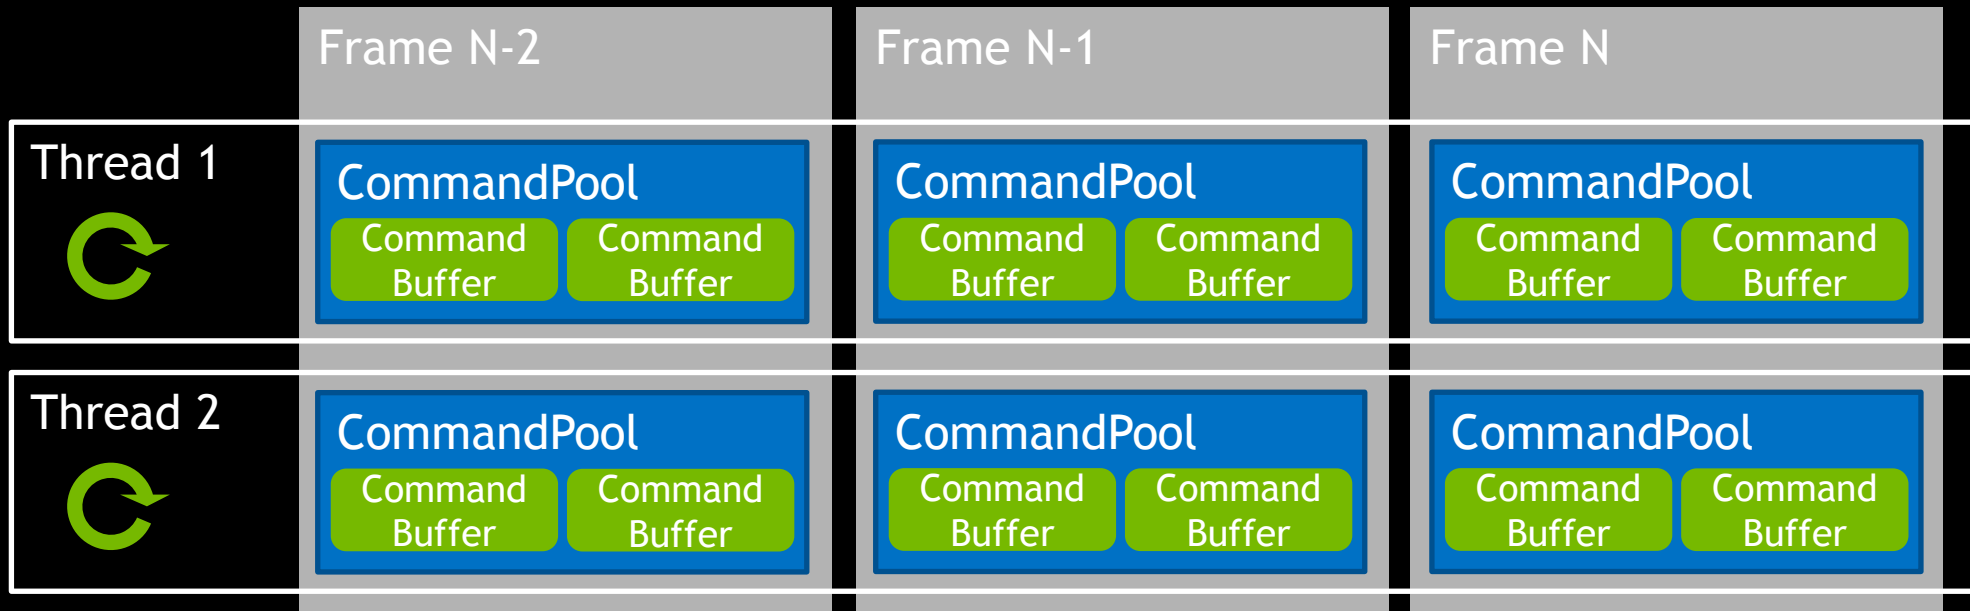 Frame N-2
Frame N-1
Frame N
Thread 1
CommandPool
Command
Buffer
Command
Buffer
CommandPool
Command
Buffer
Command
Buffer
CommandPool
Command
Buffer
Command
Buffer
Thread 2
CommandPool
Command
Buffer
Command
Buffer
CommandPool
Command
Buffer
Command
Buffer
CommandPool
Command
Buffer
Command
Buffer